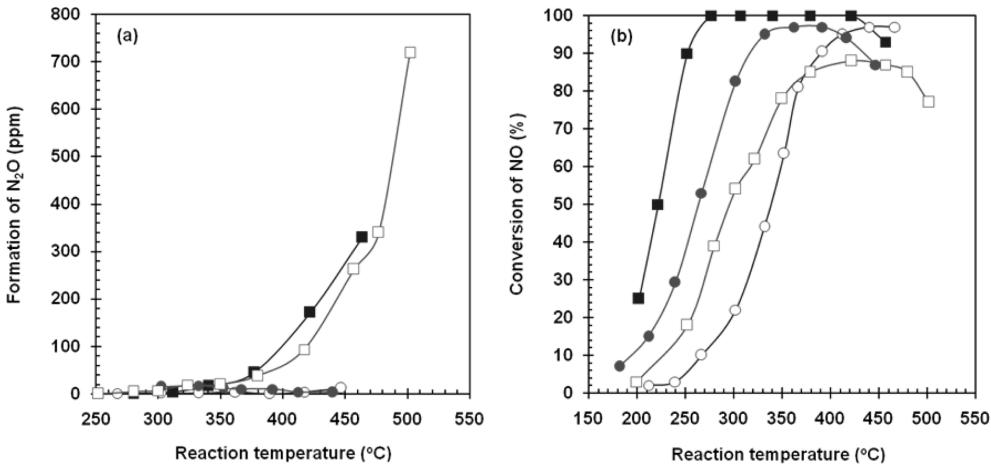 (a)
Formation of N₂O (ppm)
800
700
600
500
400
300
200
100
0
250 300 350 400 450 500 550
Reaction temperature (ºC)
(b)
Conversion of NO (%)
100
90
80
70
60
50
40
30
20
10
0
150 200 250 300 350 400 450 500 550
Reaction temperature (ºC)